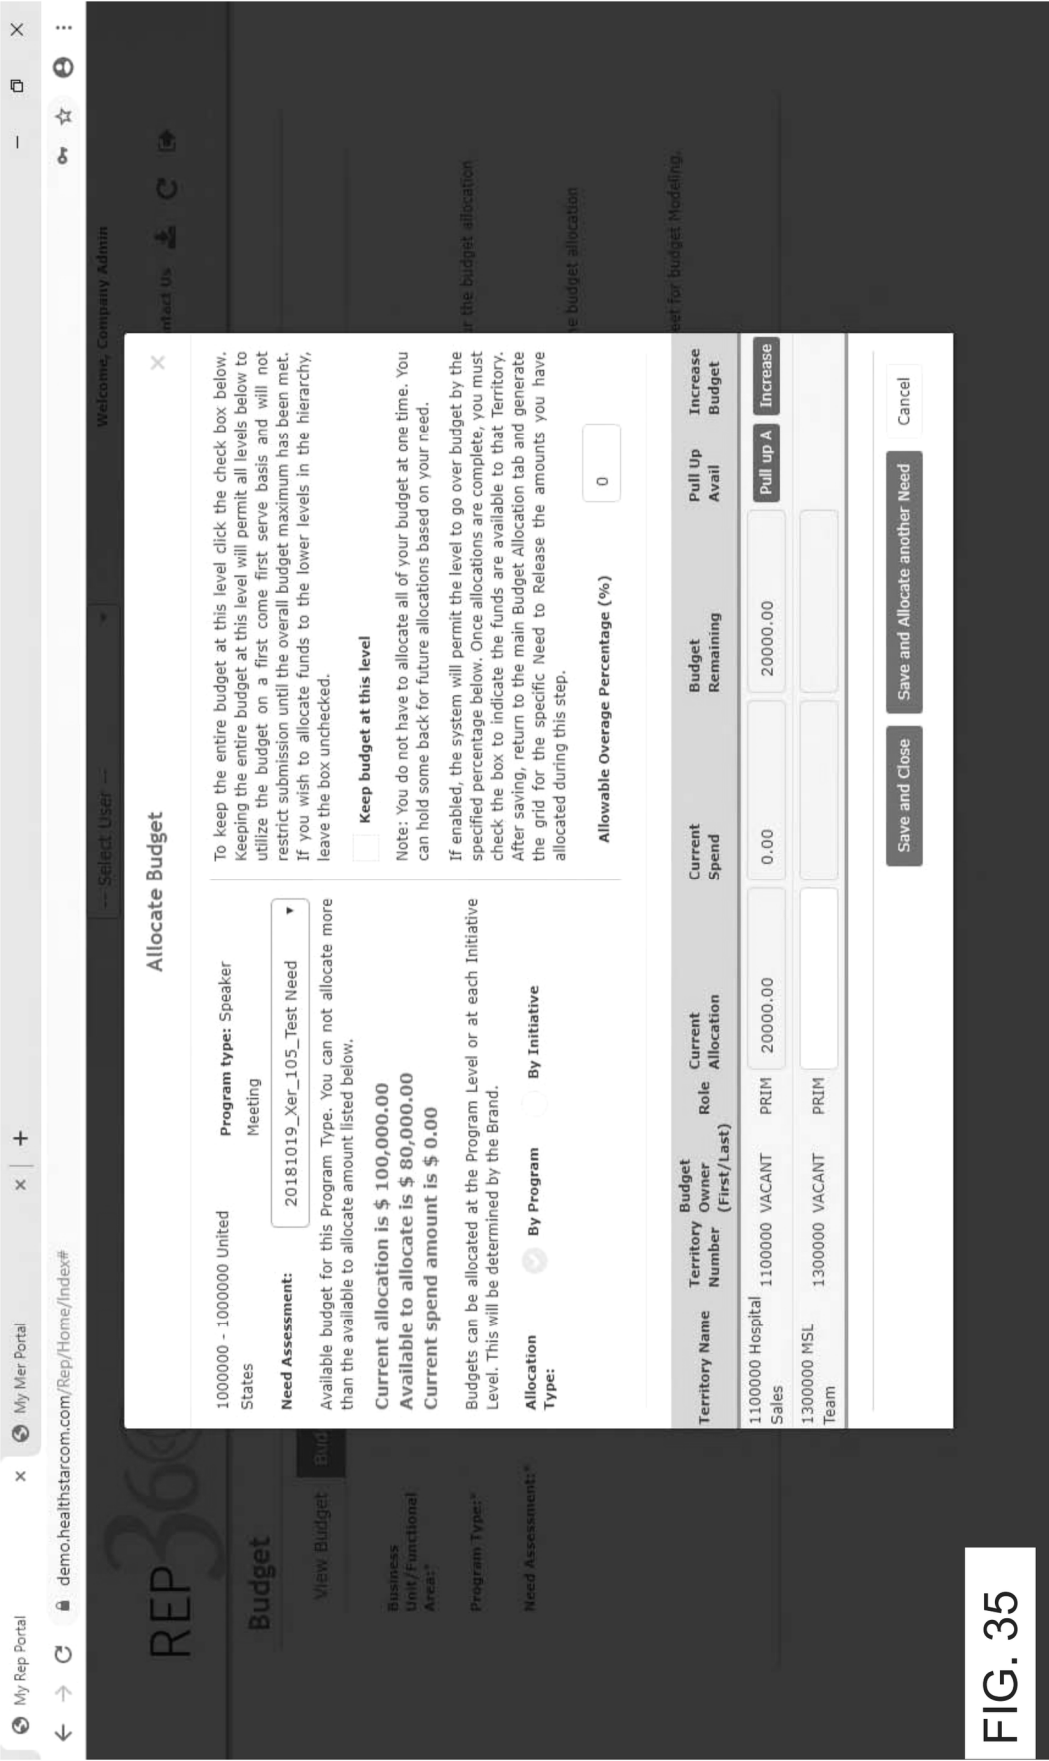 My Rep Portal
My Mer Portal
demo.healthstarcom.com/Rep/Home/Index#
Welcome, Company Admin
-- Select User --
REP
Budget
View Budget
Bud
Business
Unit/Functional
Area:*
Program Type:*
Need Assessment:*
ntact Us
r the budget allocation
e budget allocation
eet for budget Modeling.
Allocate Budget
1000000 - 1000000 United
States
Program type: Speaker
Meeting
Need Assessment:
20181019_Xer_105_Test Need
Available budget for this Program Type. You can not allocate more
than the available to allocate amount listed below.
Current allocation is $ 100,000.00
Available to allocate is $ 80,000.00
Current spend amount is $ 0.00
Budgets can be allocated at the Program Level or at each Initiative
Level. This will be determined by the Brand.
Allocation
Type:
By Program
By Initiative
To keep the entire budget at this level click the check box below.
Keeping the entire budget at this level will permit all levels below to
utilize the budget on a first come first serve basis and will not
restrict submission until the overall budget maximum has been met.
If you wish to allocate funds to the lower levels in the hierarchy,
leave the box unchecked.
Keep budget at this level
Note: You do not have to allocate all of your budget at one time. You
can hold some back for future allocations based on your need.
If enabled, the system will permit the level to go over budget by the
specified percentage below. Once allocations are complete, you must
check the box to indicate the funds are available to that Territory.
After saving, return to the main Budget Allocation tab and generate
the grid for the specific Need to Release the amounts you have
allocated during this step.
Allowable Overage Percentage (%)
0
Territory Name
Territory
Number
Budget
Owner
(First/Last)
Role
Current
Allocation
Current
Spend
Budget
Remaining
Pull Up
Avail
Increase
Budget
1100000 Hospital
Sales
1100000 VACANT
PRIM
20000.00
0.00
20000.00
Pull up A
Increase
1300000 MSL
Team
1300000 VACANT
PRIM
Save and Close
Save and Allocate another Need
Cancel
FIG. 35